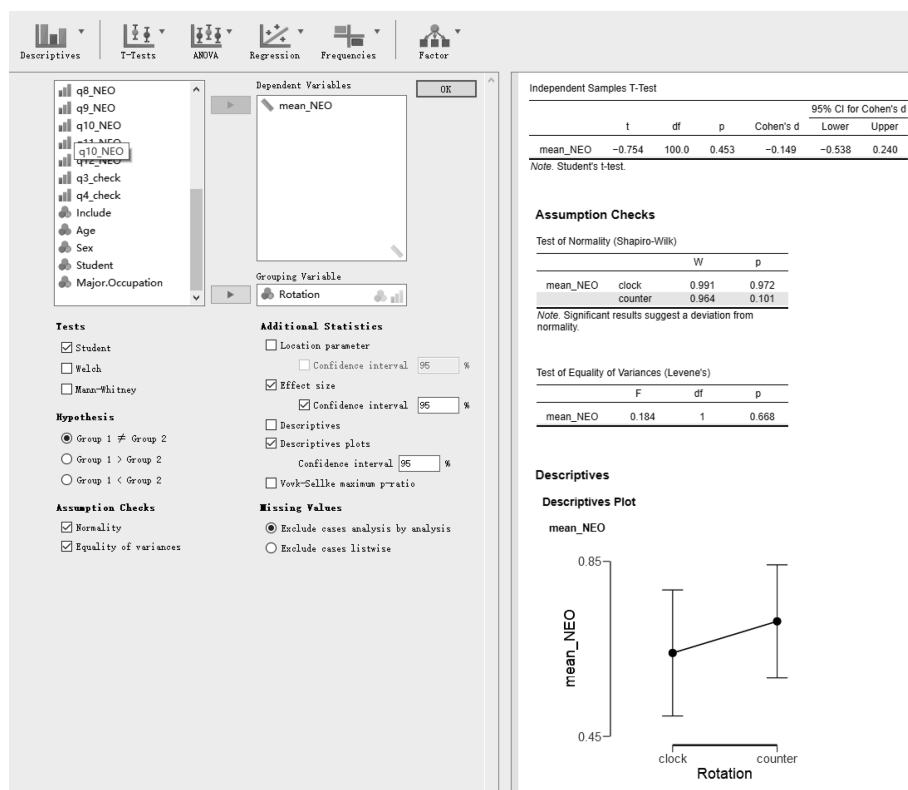 Descriptives T-Tests ANOVA Regression Frequencies Factor
q8_NEO
q9_NEO
q10_NEO
q11_NEO
q10_NEO
q12_NEO
q3_check
q4_check
Include
Age
Sex
Student
Major.Occupation
Dependent Variables
OK
mean_NEO
Grouping Variable
Rotation
Tests
Student
Welch
Mann-Whitney
Hypothesis
Group 1 ≠ Group 2
Group 1 > Group 2
Group 1 < Group 2
Assumption Checks
Normality
Equality of variances
Additional Statistics
Location parameter
Confidence interval 95 %
Effect size
Confidence interval 95 %
Descriptives
Descriptives plots
Confidence interval 95 %
Vovk-Sellke maximum p-ratio
Missing Values
Exclude cases analysis by analysis
Exclude cases listwise
Independent Samples T-Test
95% CI for Cohen's d
t df p Cohen's d Lower Upper
mean_NEO −0.754 100.0 0.453 −0.149 −0.538 0.240
Note. Student's t-test.
Assumption Checks
Test of Normality (Shapiro-Wilk)
W p
mean_NEO clock 0.991 0.972
counter 0.964 0.101
Note. Significant results suggest a deviation from
normality.
Test of Equality of Variances (Levene's)
F df p
mean_NEO 0.184 1 0.668
Descriptives
Descriptives Plot
mean_NEO
0.85
mean_NEO
0.45
clock counter
Rotation